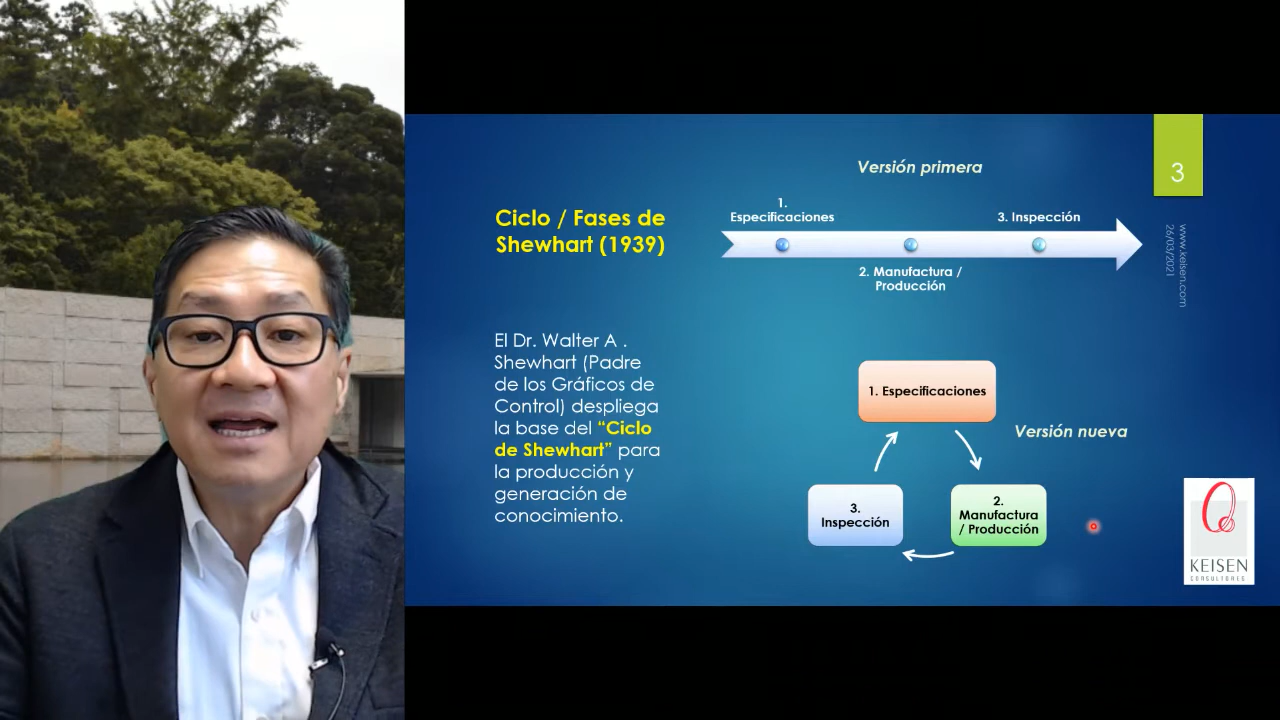 Versión primera
3
1.
Especificaciones
3. Inspección
Ciclo / Fases de
Shewhart (1939)
2. Manufactura /
Producción
www.keisen.com
26/03/2021
El Dr. Walter A .
Shewhart (Padre
de los Gráficos de
Control) despliega
la base del “Ciclo
de Shewhart” para
la producción y
generación de
conocimiento.
1. Especificaciones
Versión nueva
3.
Inspección
2.
Manufactura
/ Producción
KEISEN
CONSULTORES